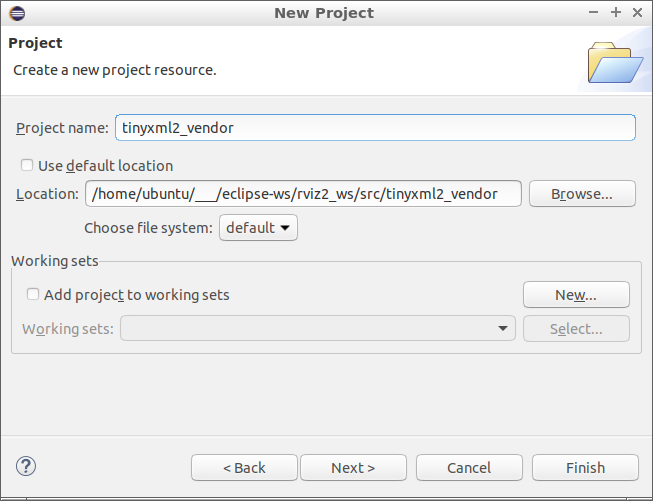 New Project
Project
Create a new project resource.
Project name: tinyxml2_vendor
Use default location
Location: /home/ubuntu/___/eclipse-ws/rviz2_ws/src/tinyxml2_vendor Browse...
Choose file system: default
Working sets
Add project to working sets New...
Working sets: Select...
? < Back Next > Cancel Finish